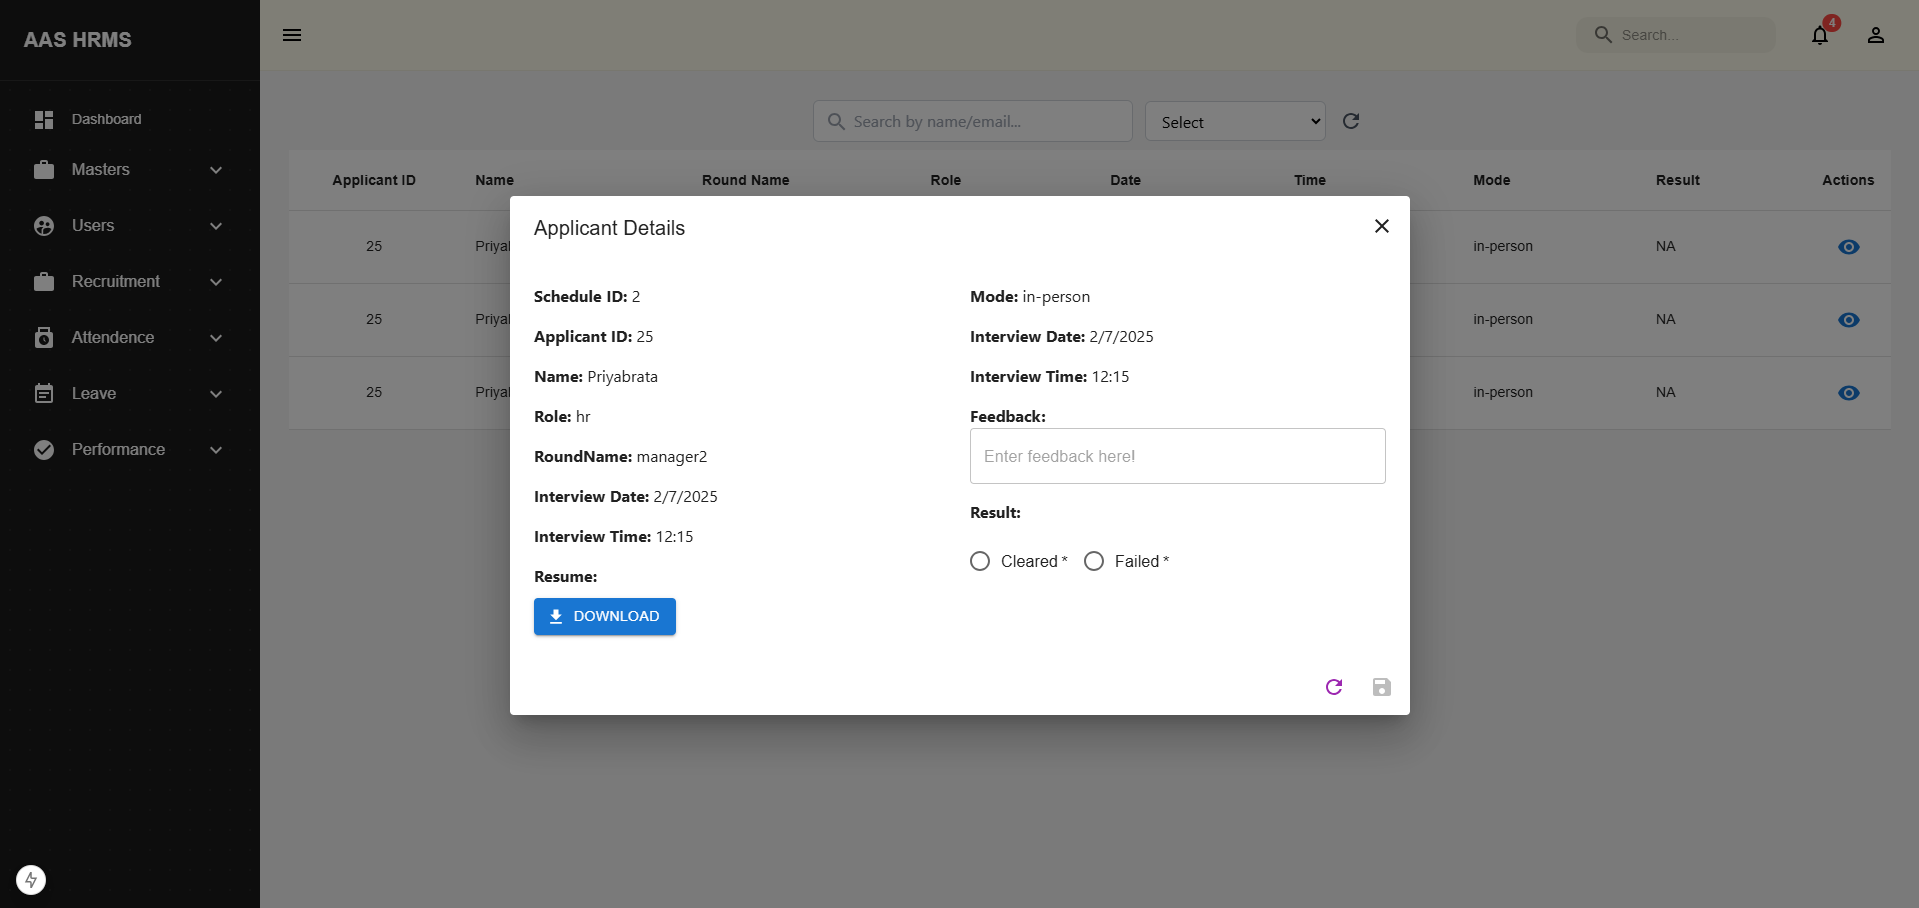 AAS HRMS
Search...
4
Dashboard
Masters
Users
Recruitment
Attendence
Leave
Performance
Search by name/email...
Select
Applicant ID Name Round Name Role Date Time Mode Result Actions
25 Priyal in-person NA
25 Priyal in-person NA
25 Priyal in-person NA
Applicant Details
Schedule ID: 2
Applicant ID: 25
Name: Priyabrata
Role: hr
RoundName: manager2
Interview Date: 2/7/2025
Interview Time: 12:15
Resume:
DOWNLOAD
Mode: in-person
Interview Date: 2/7/2025
Interview Time: 12:15
Feedback:
Enter feedback here!
Result:
Cleared * Failed *